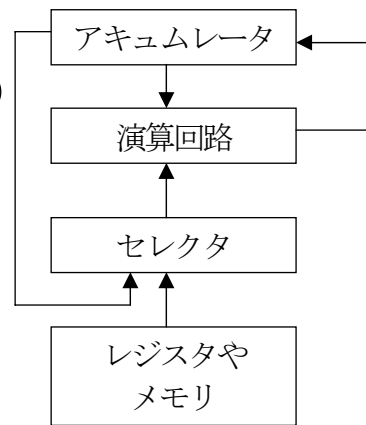 アキュムレータ
)
演算回路
セレクタ
レジスタや
メモリ